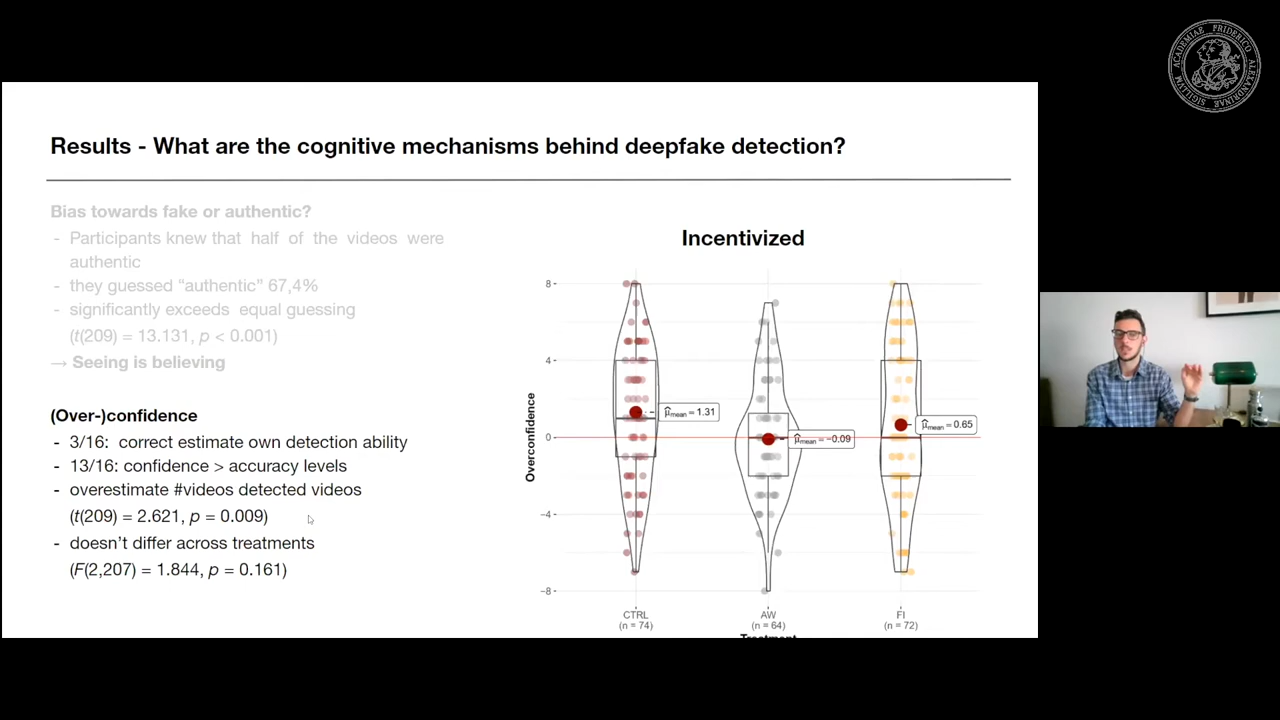 ACADEMIAE FRIDERICO ALEXANDRINAE SIGILLVM
Results - What are the cognitive mechanisms behind deepfake detection?
Bias towards fake or authentic?
- Participants knew that half of the videos were
authentic
- they guessed “authentic” 67,4%
- significantly exceeds equal guessing
(t(209) = 13.131, p < 0.001)
→ Seeing is believing
(Over-)confidence
- 3/16: correct estimate own detection ability
- 13/16: confidence > accuracy levels
- overestimate #videos detected videos
(t(209) = 2.621, p = 0.009)
- doesn’t differ across treatments
(F(2,207) = 1.844, p = 0.161)
Incentivized
Overconfidence
8
4
0
−4
−8
μ̂mean = 1.31
μ̂mean = −0.09
μ̂mean = 0.65
CTRL
(n = 74)
AW
(n = 64)
FI
(n = 72)
Treatment